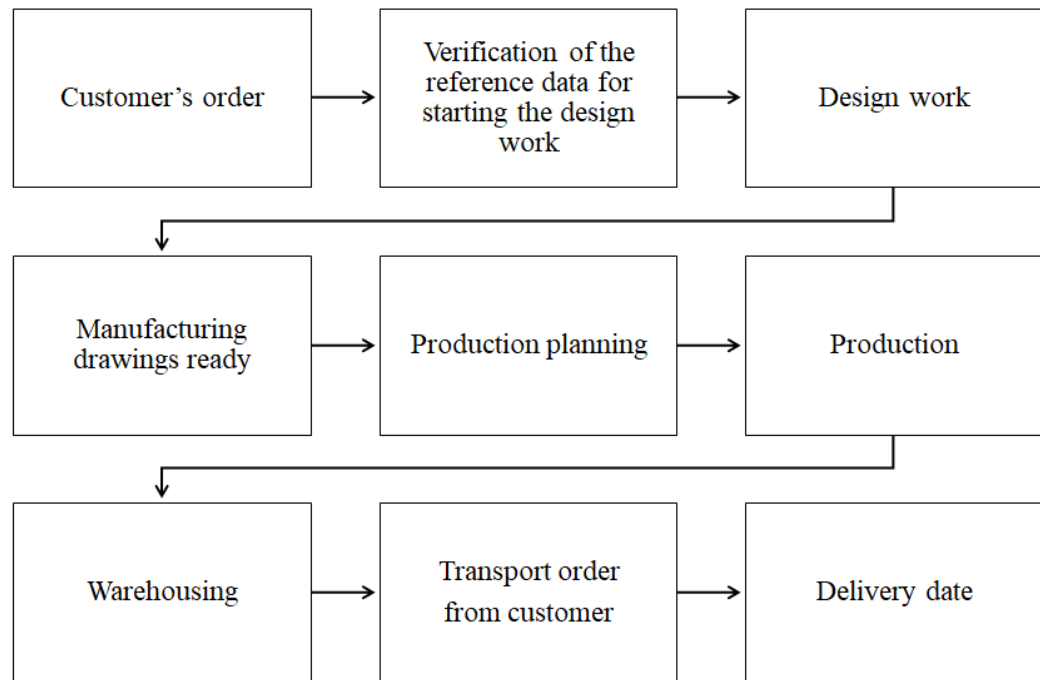 Customer’s order
Verification of the
reference data for
starting the design
work
Design work
Manufacturing
drawings ready
Production planning
Production
Warehousing
Transport order
from customer
Delivery date